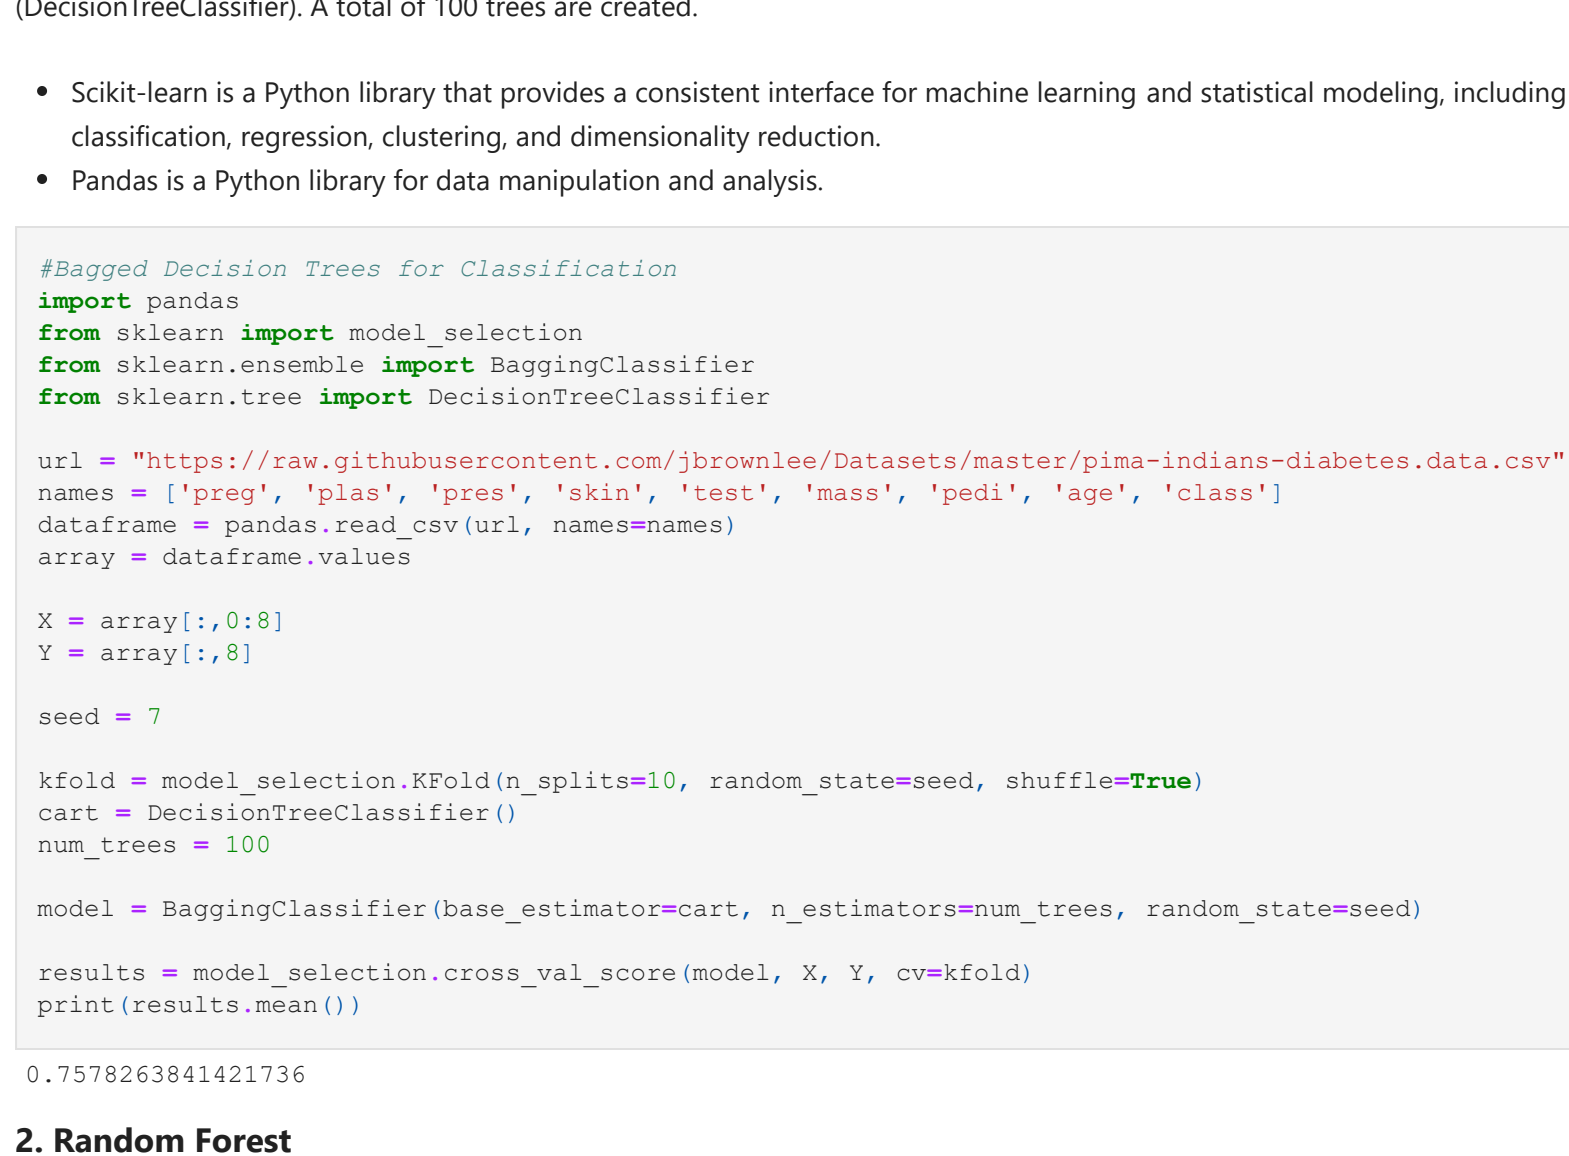 (DecisionTreeClassifier). A total of 100 trees are created.
• Scikit-learn is a Python library that provides a consistent interface for machine learning and statistical modeling, including
classification, regression, clustering, and dimensionality reduction.
• Pandas is a Python library for data manipulation and analysis.
#Bagged Decision Trees for Classification
import pandas
from sklearn import model_selection
from sklearn.ensemble import BaggingClassifier
from sklearn.tree import DecisionTreeClassifier
url = "https://raw.githubusercontent.com/jbrownlee/Datasets/master/pima-indians-diabetes.data.csv"
names = ['preg', 'plas', 'pres', 'skin', 'test', 'mass', 'pedi', 'age', 'class']
dataframe = pandas.read_csv(url, names=names)
array = dataframe.values
X = array[:,0:8]
Y = array[:,8]
seed = 7
kfold = model_selection.KFold(n_splits=10, random_state=seed, shuffle=True)
cart = DecisionTreeClassifier()
num_trees = 100
model = BaggingClassifier(base_estimator=cart, n_estimators=num_trees, random_state=seed)
results = model_selection.cross_val_score(model, X, Y, cv=kfold)
print(results.mean())
0.7578263841421736
2. Random Forest